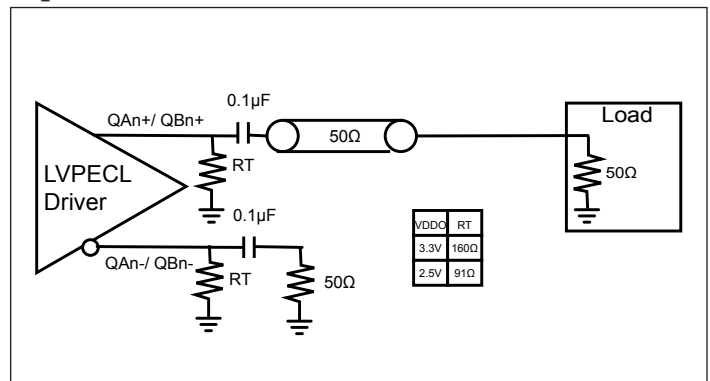 QAn+/ QBn+
0.1µF
50Ω
Load
RT
50Ω
LVPECL
Driver
0.1µF
QAn-/ QBn-
RT
50Ω
VDDO RT
3.3V 160Ω
2.5V 91Ω